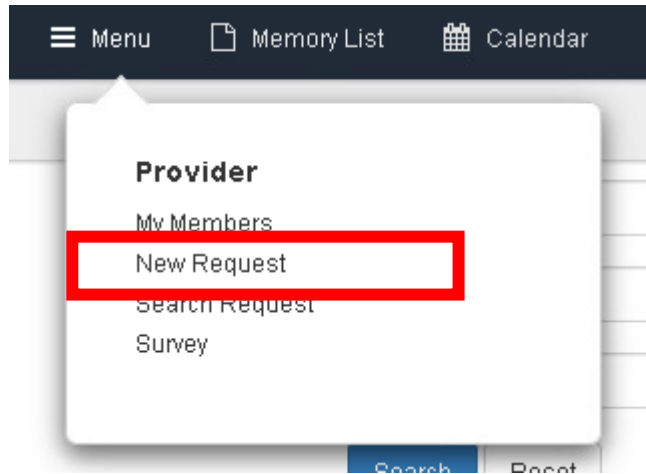 Menu Memory List Calendar
Provider
My Members
New Request
Search Request
Survey
Search Reset